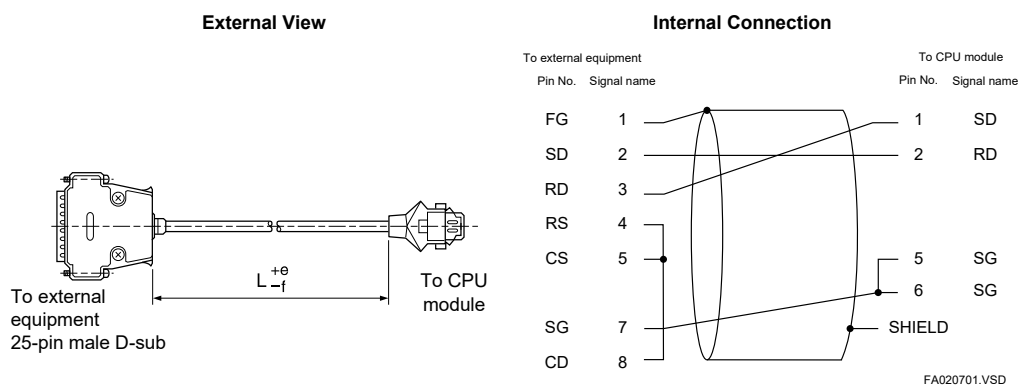 External View
L +e –f
To external
equipment
25-pin male D-sub
To CPU
module
Internal Connection
To external equipment To CPU module
Pin No. Signal name Pin No. Signal name
FG 1 1 SD
SD 2 2 RD
RD 3
RS 4
CS 5 5 SG
6 SG
SG 7 SHIELD
CD 8
FA020701.VSD